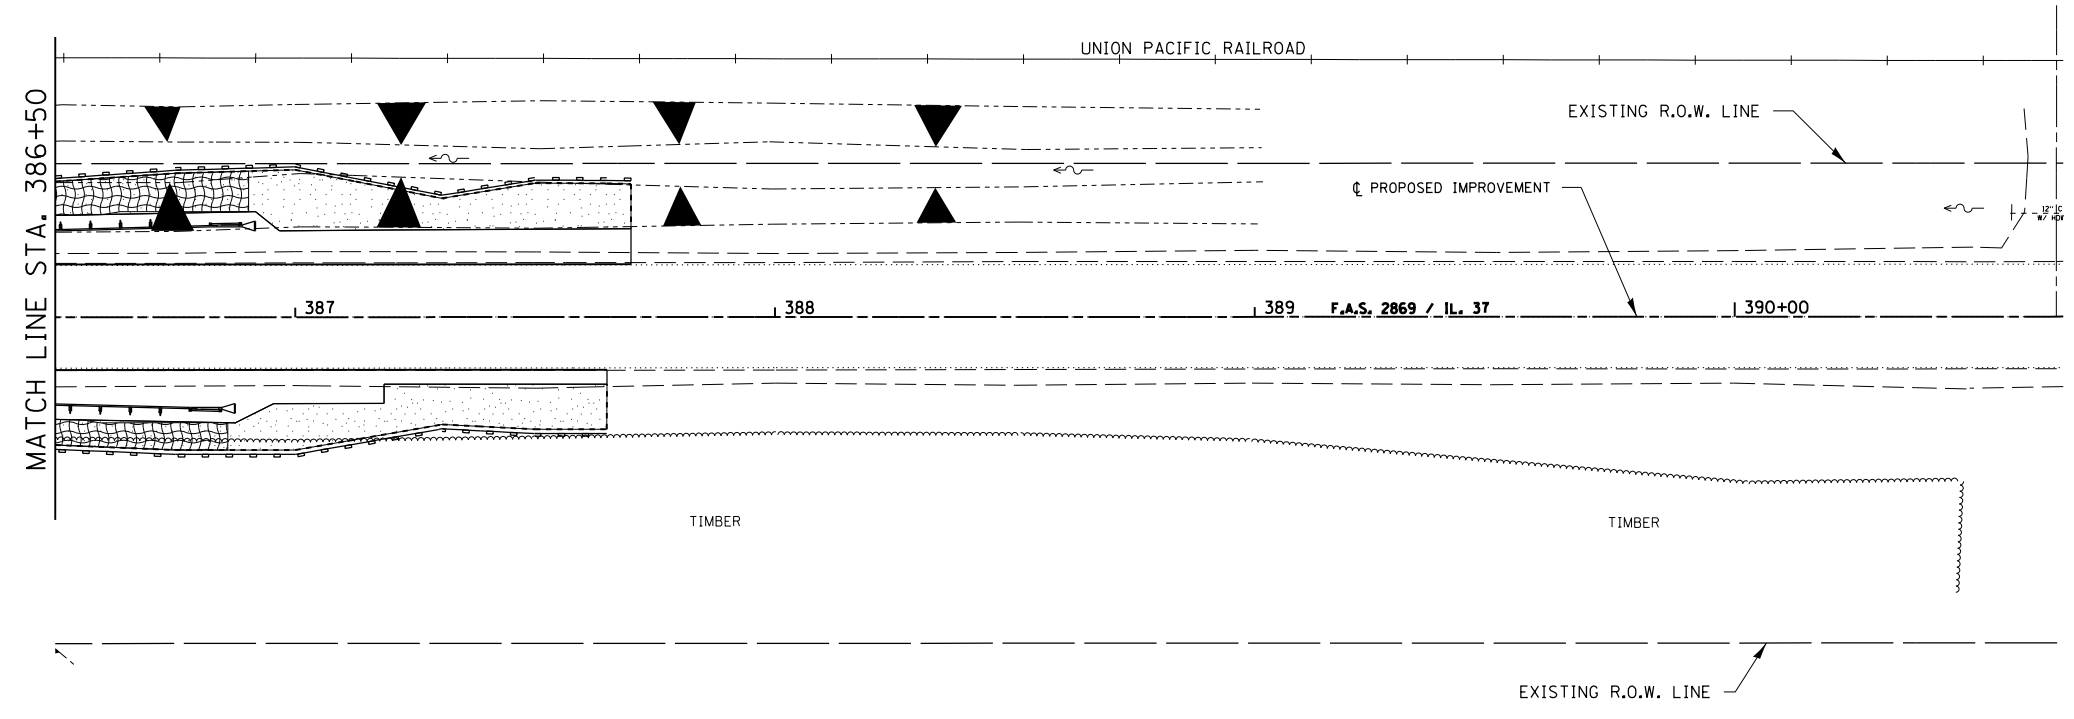 UNION PACIFIC RAILROAD
EXISTING R.O.W. LINE
℄ PROPOSED IMPROVEMENT
12"
W/
MATCH LINE STA. 386+50
387
388
389
F.A.S. 2869 / IL. 37
390+00
TIMBER
TIMBER
EXISTING R.O.W. LINE